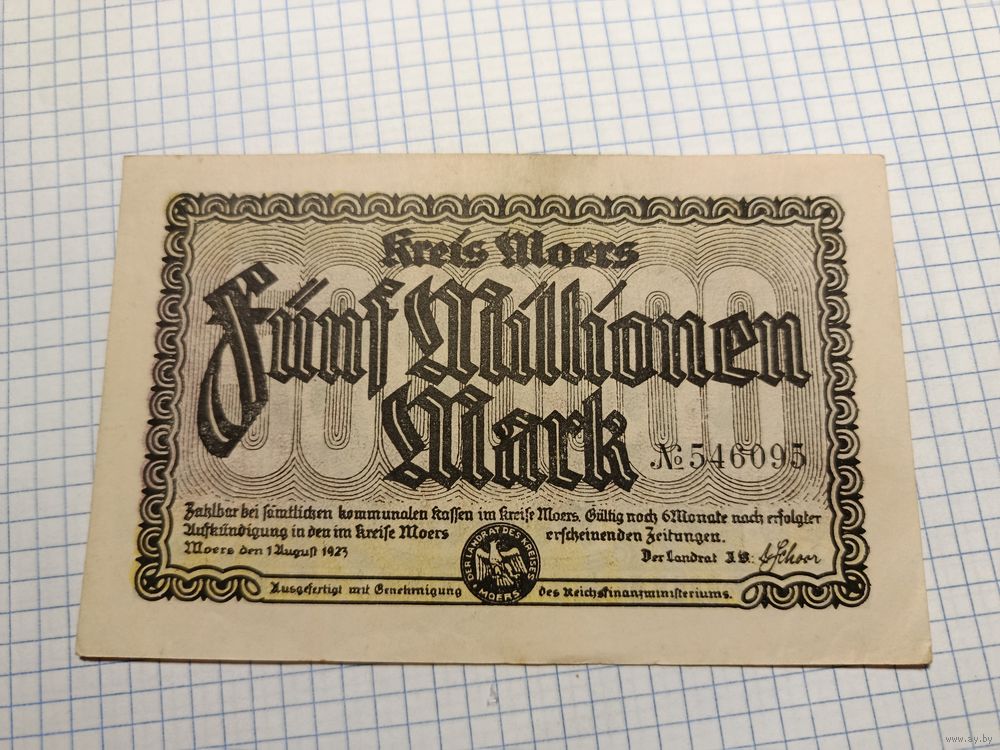 Kreis Moers
Fünf Millionen
Mark
№ 546095
Zahlbar bei sämtlichen kommunalen Kassen im Kreise Moers. Gültig noch 6 Monate nach erfolgter
Aufkündigung in den im Kreise Moers erscheinenden Zeitungen.
Moers den 1 August 1923
Der Landrat I.V.:
DER LANDRAT DES KREISES MOERS
Ausgefertigt mit Genehmigung des Reichsfinanzministeriums.
www.ay.by